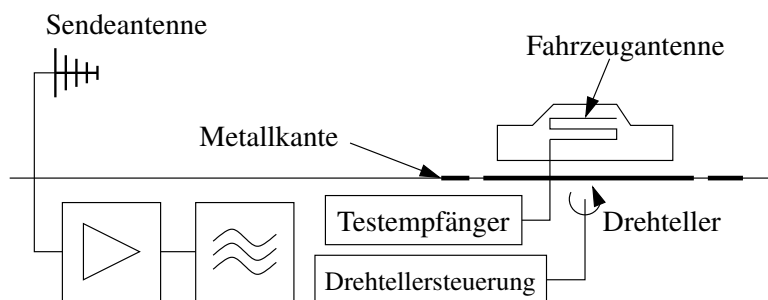 Sendeantenne
Fahrzeugantenne
Metallkante
Testempfänger
Drehteller
Drehtellersteuerung